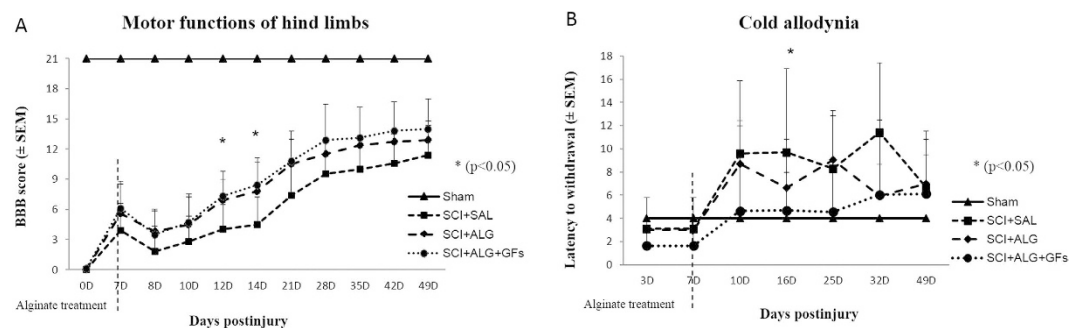 A
Motor functions of hind limbs
BBB score (± SEM)
21
18
15
12
9
6
3
0
* *
0D 7D 8D 10D 12D 14D 21D 28D 35D 42D 49D
Alginate treatment
Days postinjury
* (p<0.05)
Sham
SCI+SAL
SCI+ALG
SCI+ALG+GFs
B
Cold allodynia
Latency to withdrawal (± SEM)
18
16
14
12
10
8
6
4
2
0
*
3D 7D 10D 16D 25D 32D 49D
Alginate treatment
Days postinjury
* (p<0.05)
Sham
SCI+SAL
SCI+ALG
SCI+ALG+GFs